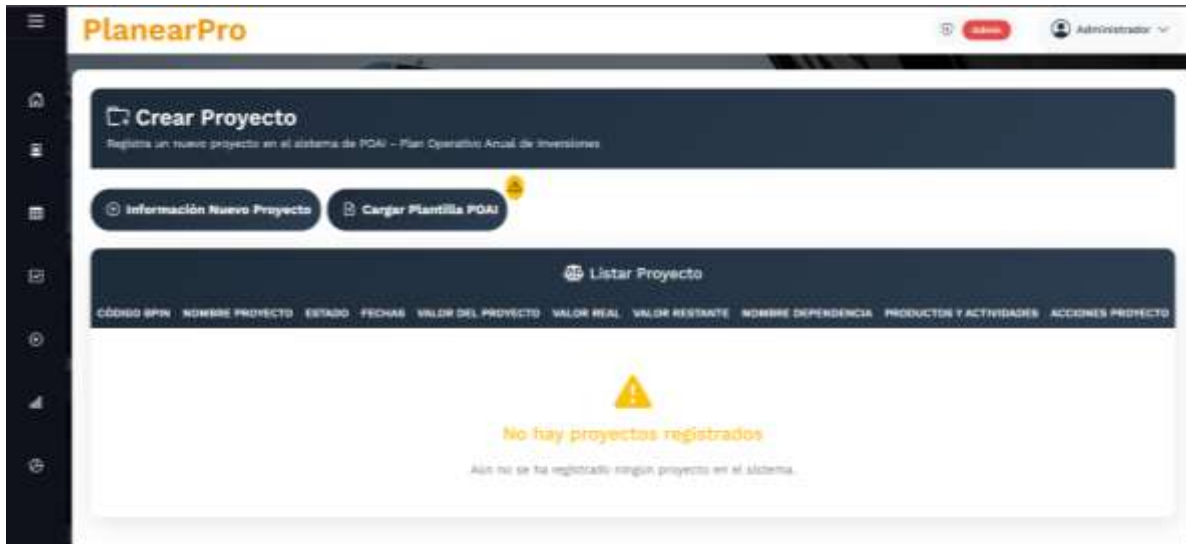 PlanearPro
Admin
Administrador
Crear Proyecto
Registra un nuevo proyecto en el sistema de POAI – Plan Operativo Anual de Inversiones
Información Nuevo Proyecto
Cargar Plantilla POAI
Listar Proyecto
CÓDIGO BPIN NOMBRE PROYECTO ESTADO FECHAS VALOR DEL PROYECTO VALOR REAL VALOR RESTANTE NOMBRE DEPENDENCIA PRODUCTOS Y ACTIVIDADES ACCIONES PROYECTO
No hay proyectos registrados
Aún no se ha registrado ningún proyecto en el sistema.